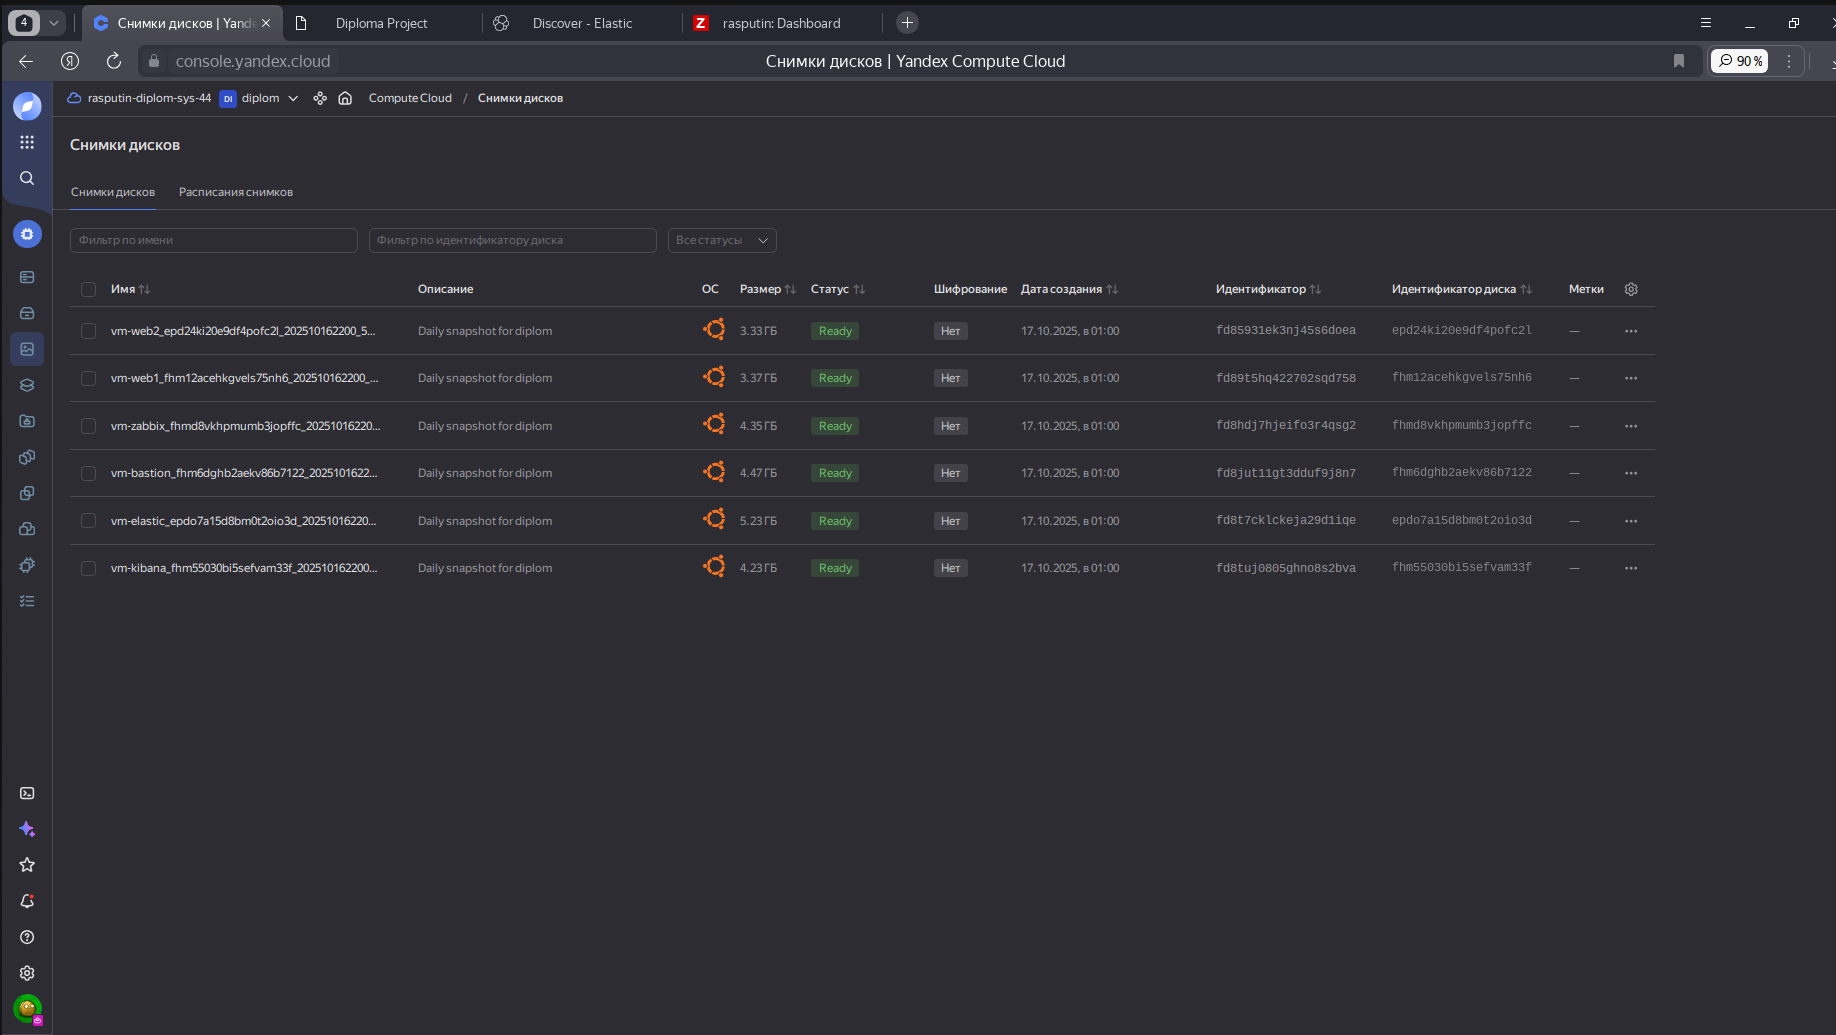 4
Снимки дисков | Yande
Diploma Project
Discover - Elastic
Z
rasputin: Dashboard
Я
console.yandex.cloud
Снимки дисков | Yandex Compute Cloud
90 %
rasputin-diplom-sys-44 DI diplom Compute Cloud / Снимки дисков
Снимки дисков
Снимки дисков Расписания снимков
Фильтр по имени Фильтр по идентификатору диска Все статусы
Имя Описание ОС Размер Статус Шифрование Дата создания Идентификатор Идентификатор диска Метки
vm-web2_epd24ki20e9df4pofc2l_202510162200_5... Daily snapshot for diplom 3.33 ГБ Ready Нет 17.10.2025, в 01:00 fd85931ek3nj45s6doea epd24ki20e9df4pofc2l —
vm-web1_fhm12acehkgvels75nh6_202510162200_... Daily snapshot for diplom 3.37 ГБ Ready Нет 17.10.2025, в 01:00 fd89t5hq422702sqd758 fhm12acehkgvels75nh6 —
vm-zabbix_fhmd8vkhpmumb3jopffc_20251016220... Daily snapshot for diplom 4.35 ГБ Ready Нет 17.10.2025, в 01:00 fd8hdj7hjeifo3r4qsg2 fhmd8vkhpmumb3jopffc —
vm-bastion_fhm6dghb2aekv86b7122_202510162​2... Daily snapshot for diplom 4.47 ГБ Ready Нет 17.10.2025, в 01:00 fd8jut11gt3dduf9j8n7 fhm6dghb2aekv86b7122 —
vm-elastic_epdo7a15d8bm0t2oio3d_20251016220... Daily snapshot for diplom 5.23 ГБ Ready Нет 17.10.2025, в 01:00 fd8t7cklckeja29d1iqe epdo7a15d8bm0t2oio3d —
vm-kibana_fhm55030bi5sefvam33f_202510162200... Daily snapshot for diplom 4.23 ГБ Ready Нет 17.10.2025, в 01:00 fd8tuj0805ghno8s2bva fhm55030bi5sefvam33f —